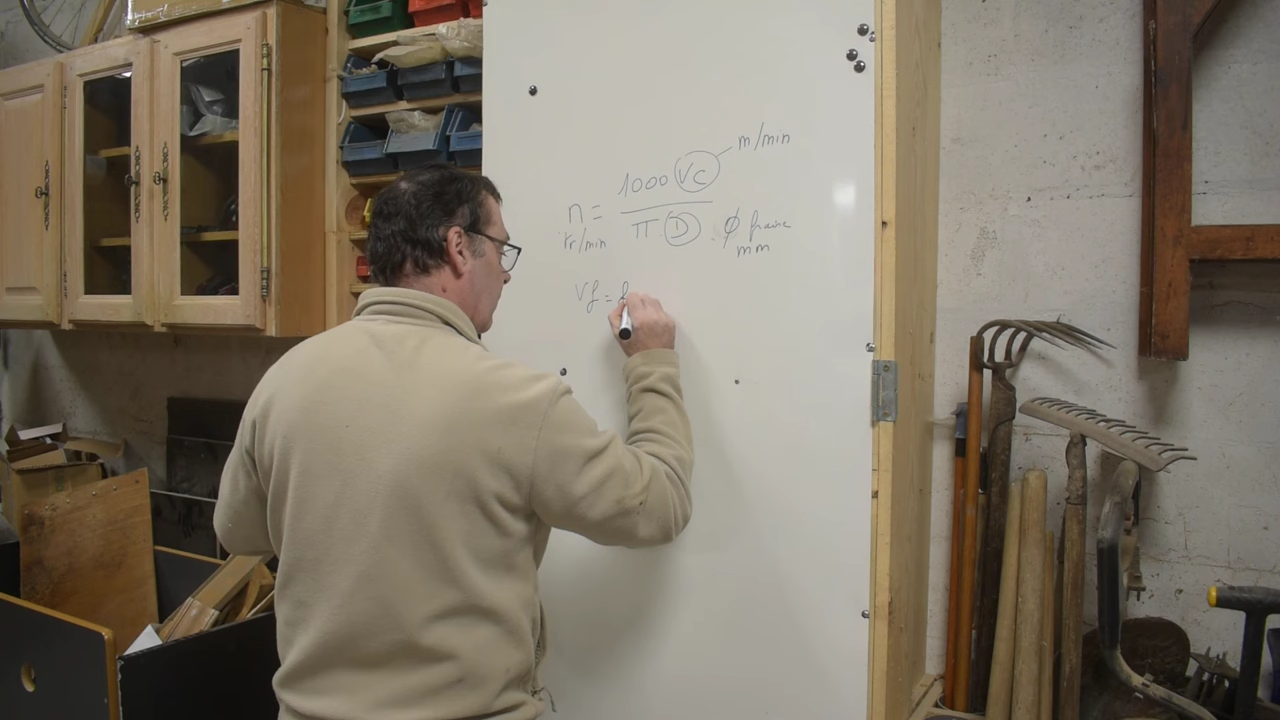 m/min
n = 1000 Vc / π D
tr/min
φ fraise
mm
Vf = f